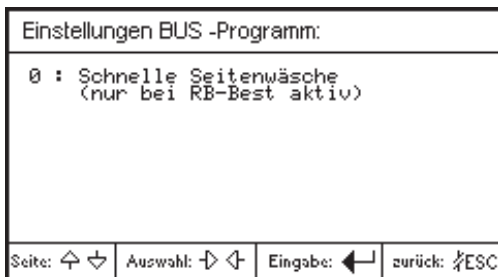 Einstellungen BUS -Programm:
0 : Schnelle Seitenwäsche
(nur bei RB-Best aktiv)
Seite: Auswahl: Eingabe: zurück: ESC